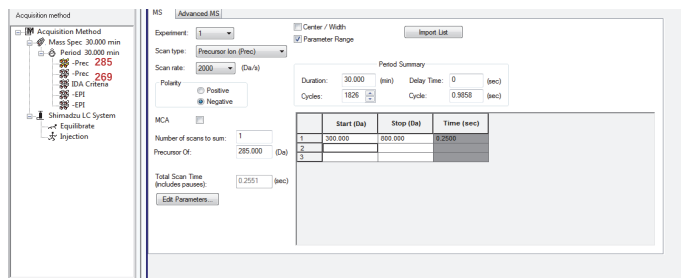 Acquisition method
Acquisition Method
Mass Spec 30.000 min
Period 30.000 min
-Prec 285
-Prec 269
IDA Criteria
-EPI
-EPI
Shimadzu LC System
Equilibrate
Injection
MS Advanced MS
Experiment: 1
Center / Width
Parameter Range
Import List
Scan type: Precursor Ion (Prec)
Scan rate: 2000 (Da/s)
Polarity
Positive
Negative
Period Summary
Duration: 30.000 (min) Delay Time: 0 (sec)
Cycles: 1826 Cycle: 0.9858 (sec)
MCA
Number of scans to sum: 1
Precursor Of: 285.000 (Da)
Total Scan Time
(includes pauses): 0.2551 (sec)
Edit Parameters...
Start (Da) Stop (Da) Time (sec)
1 300.000 800.000 0.2500
2
3